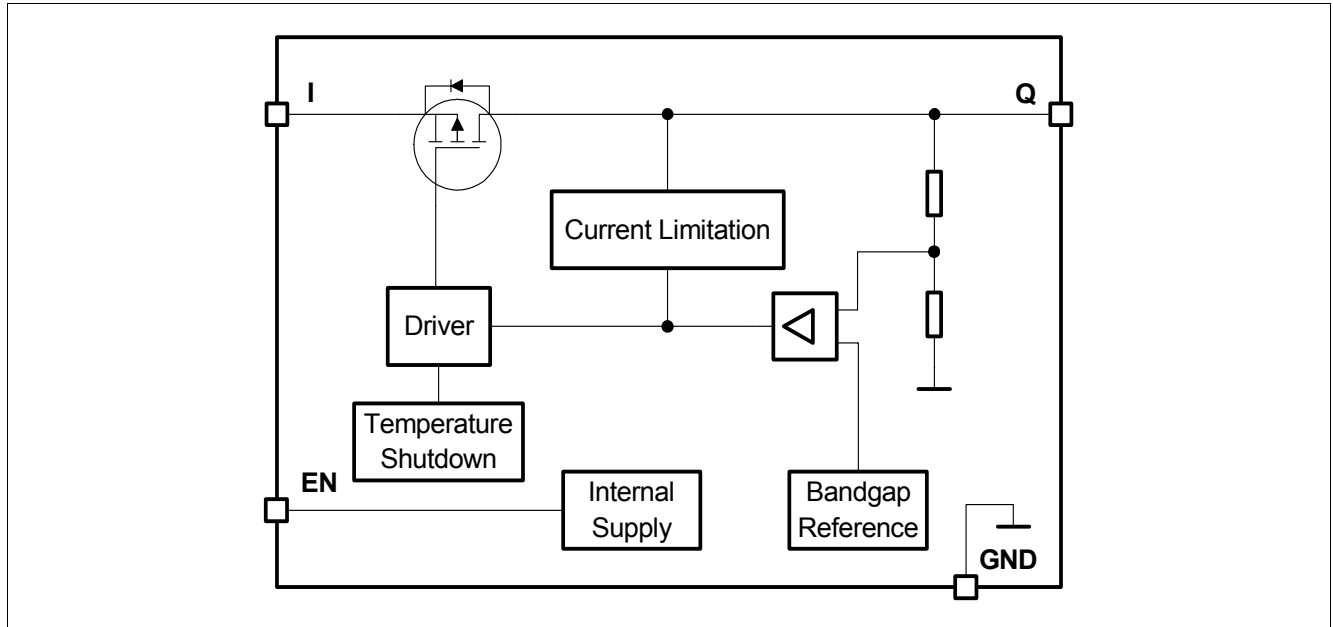 I
Q
Current Limitation
Driver
Temperature
Shutdown
EN
Internal
Supply
Bandgap
Reference
GND